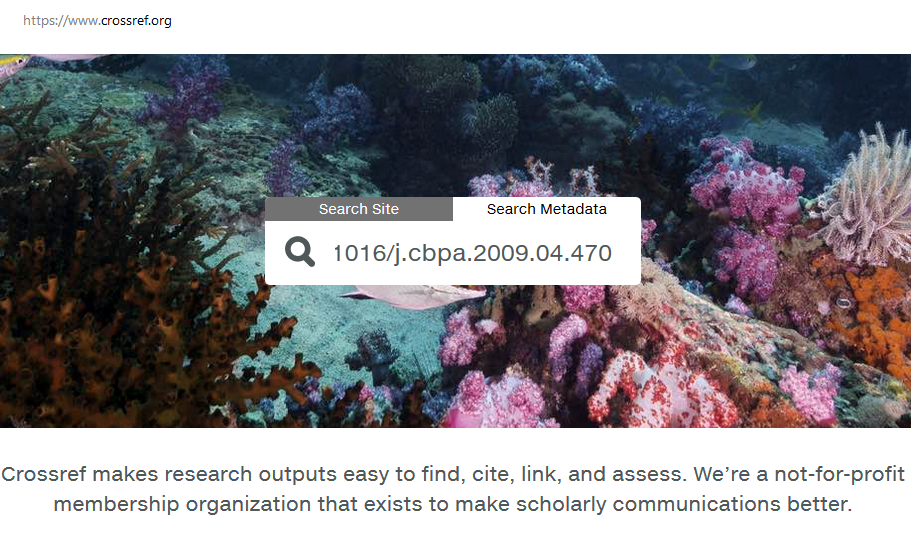 https://www.crossref.org
Search Site
Search Metadata
1016/j.cbpa.2009.04.470
Crossref makes research outputs easy to find, cite, link, and assess. We’re a not-for-profit
membership organization that exists to make scholarly communications better.